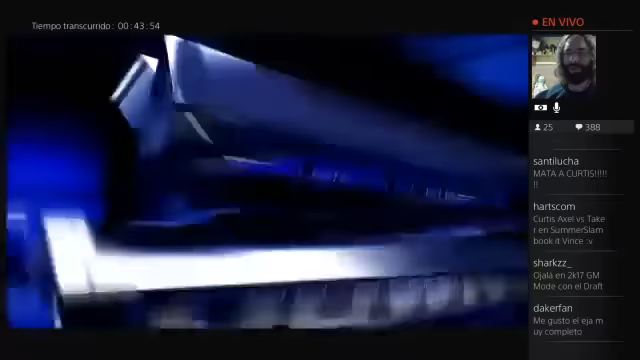 Tiempo transcurrido: 00:43:54
EN VIVO
25 388
santilucha
MATA A CURTIS!!!!!
!!
hartscom
Curtis Axel vs Take
r en SummerSlam
book it Vince :v
sharkzz_
Ojalá en 2k17 GM
Mode con el Draft
dakerfan
Me gusto el eja m
uy completo